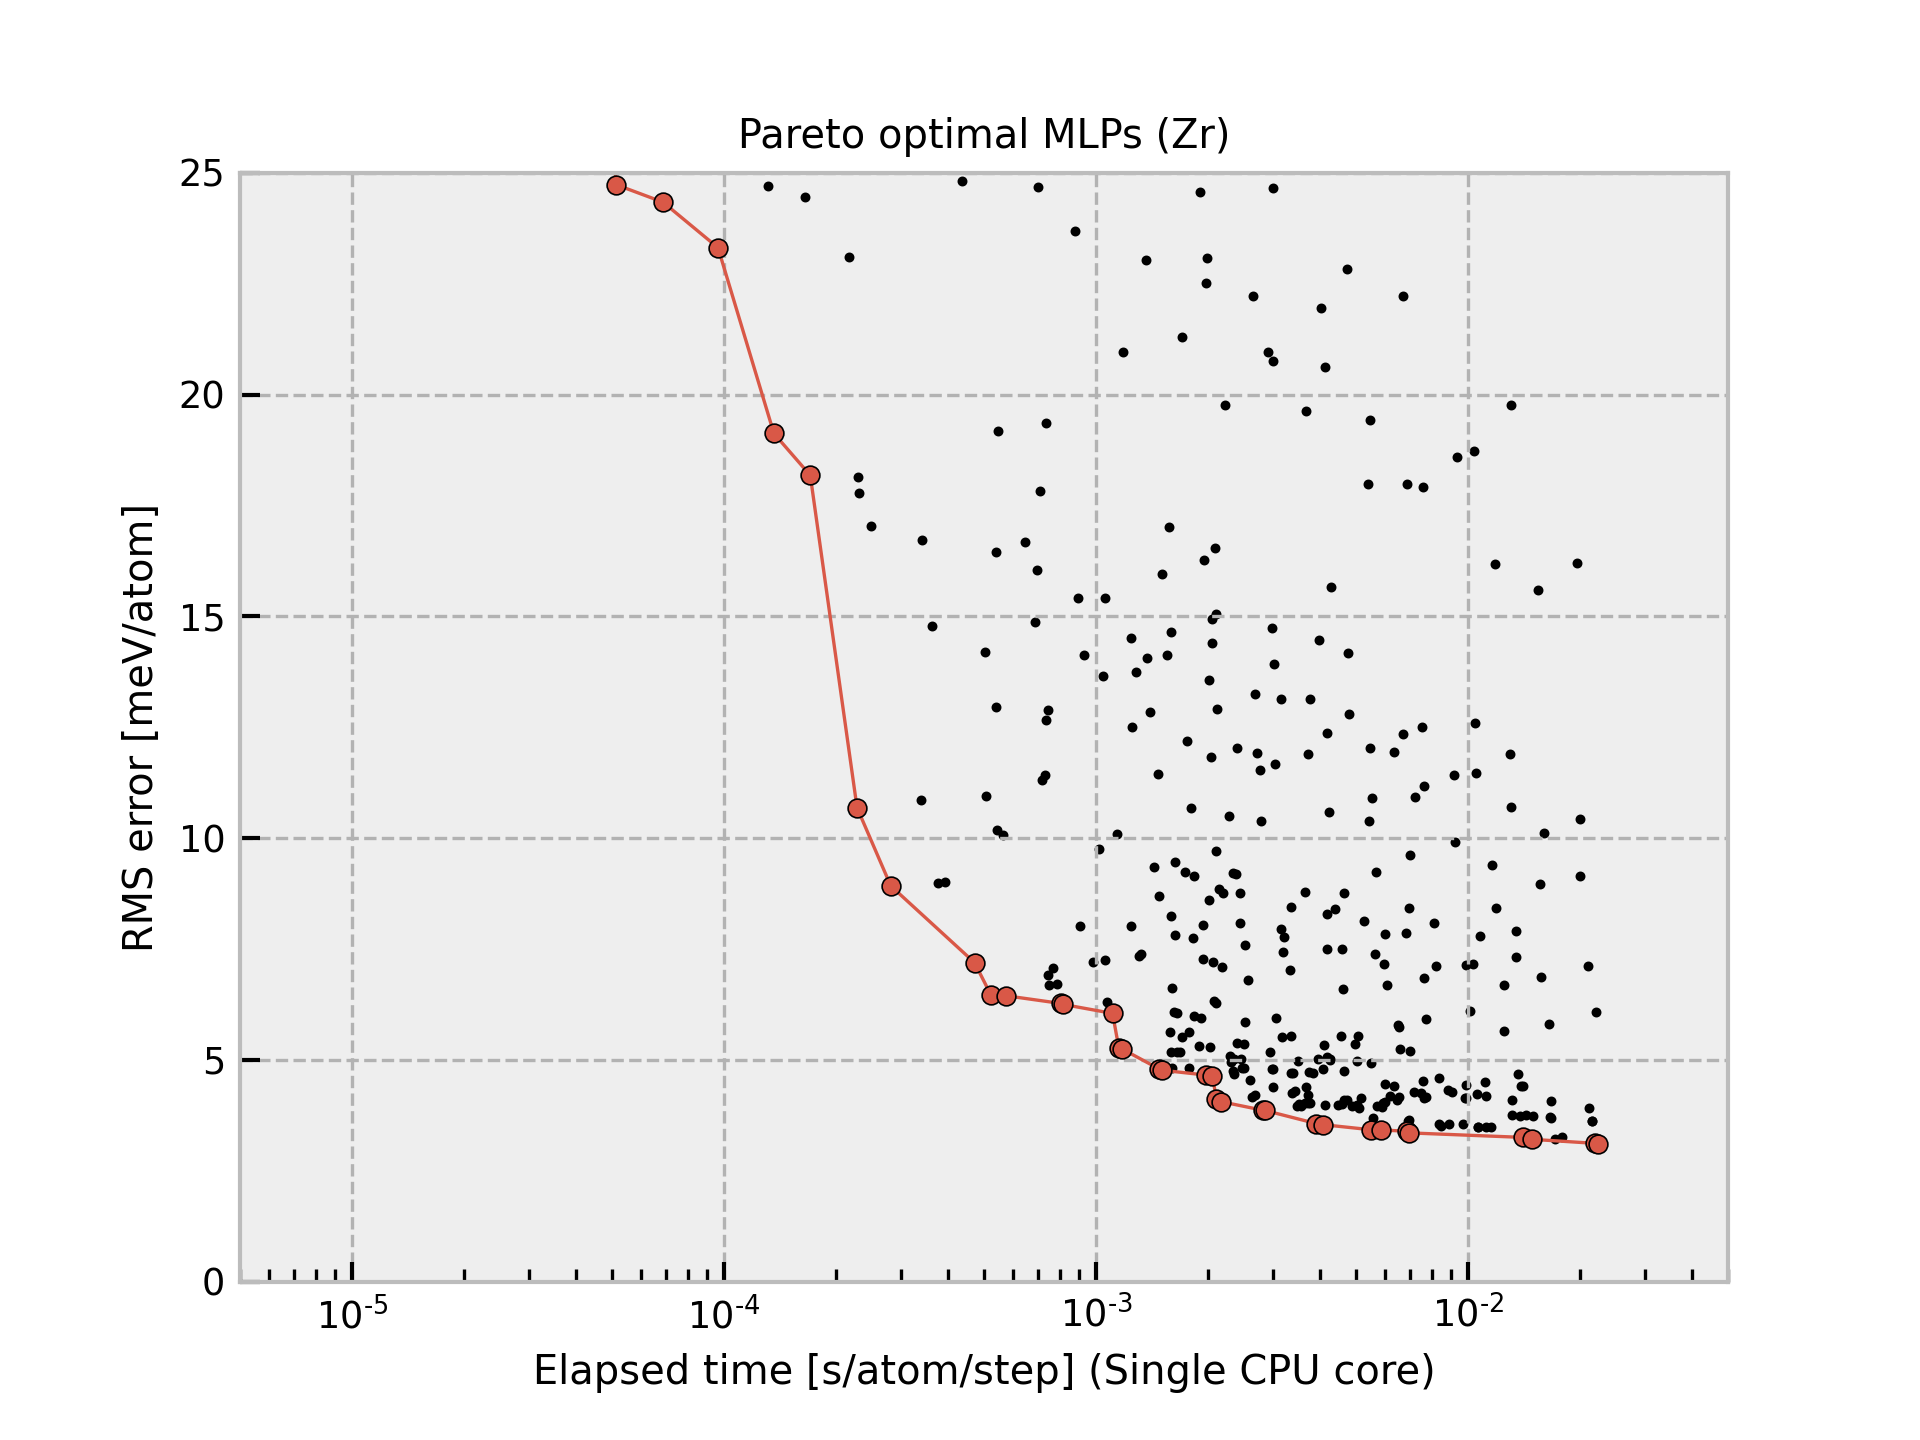 Pareto optimal MLPs (Zr)
25
20
15
10
5
0
RMS error [meV/atom]
10⁻⁵ 10⁻⁴ 10⁻³ 10⁻²
Elapsed time [s/atom/step] (Single CPU core)